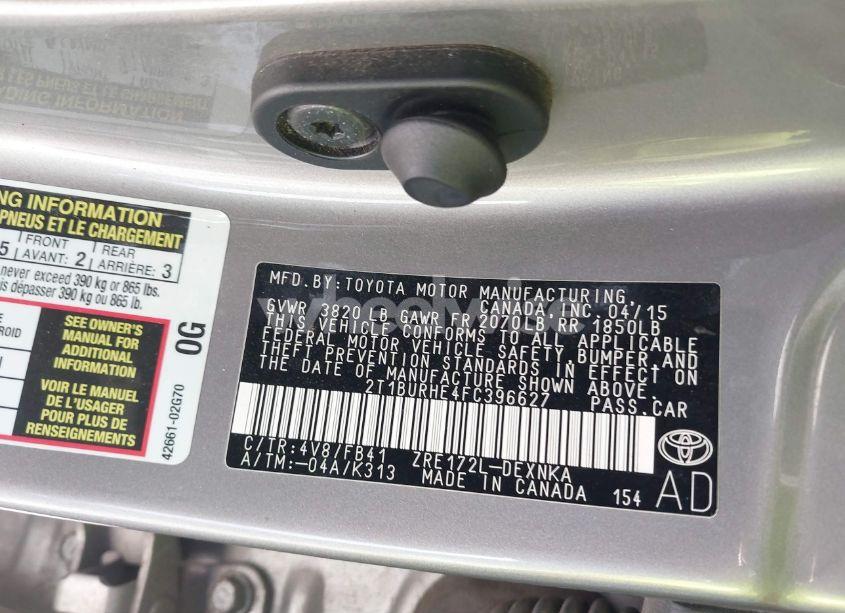 NG INFORMATION
PNEUS ET LE CHARGEMENT
5 FRONT AVANT: 2 REAR ARRIÈRE: 3
never exceed 390 kg or 865 lbs.
is dépasser 390 kg ou 865 lb.
SEE OWNER'S
MANUAL FOR
ADDITIONAL
INFORMATION
VOIR LE MANUEL
DE L'USAGER
POUR PLUS DE
RENSEIGNEMENTS
0G
42661-02G70
MFD.BY:TOYOTA MOTOR MANUFACTURING,
CANADA, INC. 04/15
GVWR 3820 LB GAWR FR 2070LB RR 1850LB
THIS VEHICLE CONFORMS TO ALL APPLICABLE
FEDERAL MOTOR VEHICLE SAFETY,BUMPER,AND
THEFT PREVENTION STANDARDS IN EFFECT ON
THE DATE OF MANUFACTURE SHOWN ABOVE.
2T1BURHE4FC396627 PASS.CAR
C/TR:4V8/FB41 ZRE172L-DEXNKA
A/TM:-04A/K313 MADE IN CANADA 154
AD